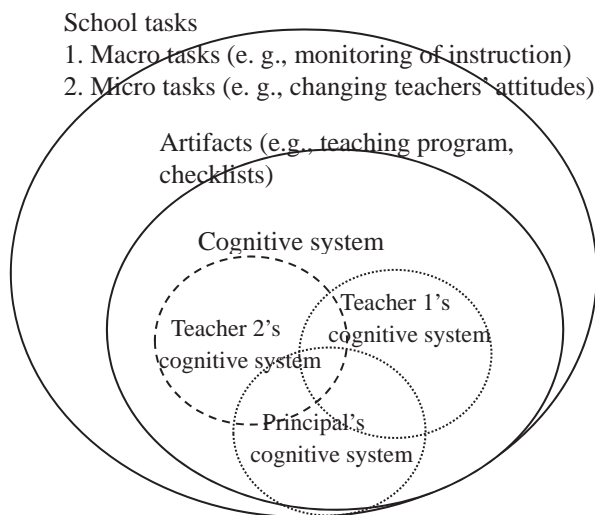 School tasks
1. Macro tasks (e. g., monitoring of instruction)
2. Micro tasks (e. g., changing teachers’ attitudes)
Artifacts (e.g., teaching program,
checklists)
Cognitive system
Teacher 1’s
cognitive system
Teacher 2’s
cognitive system
Principal’s
cognitive system